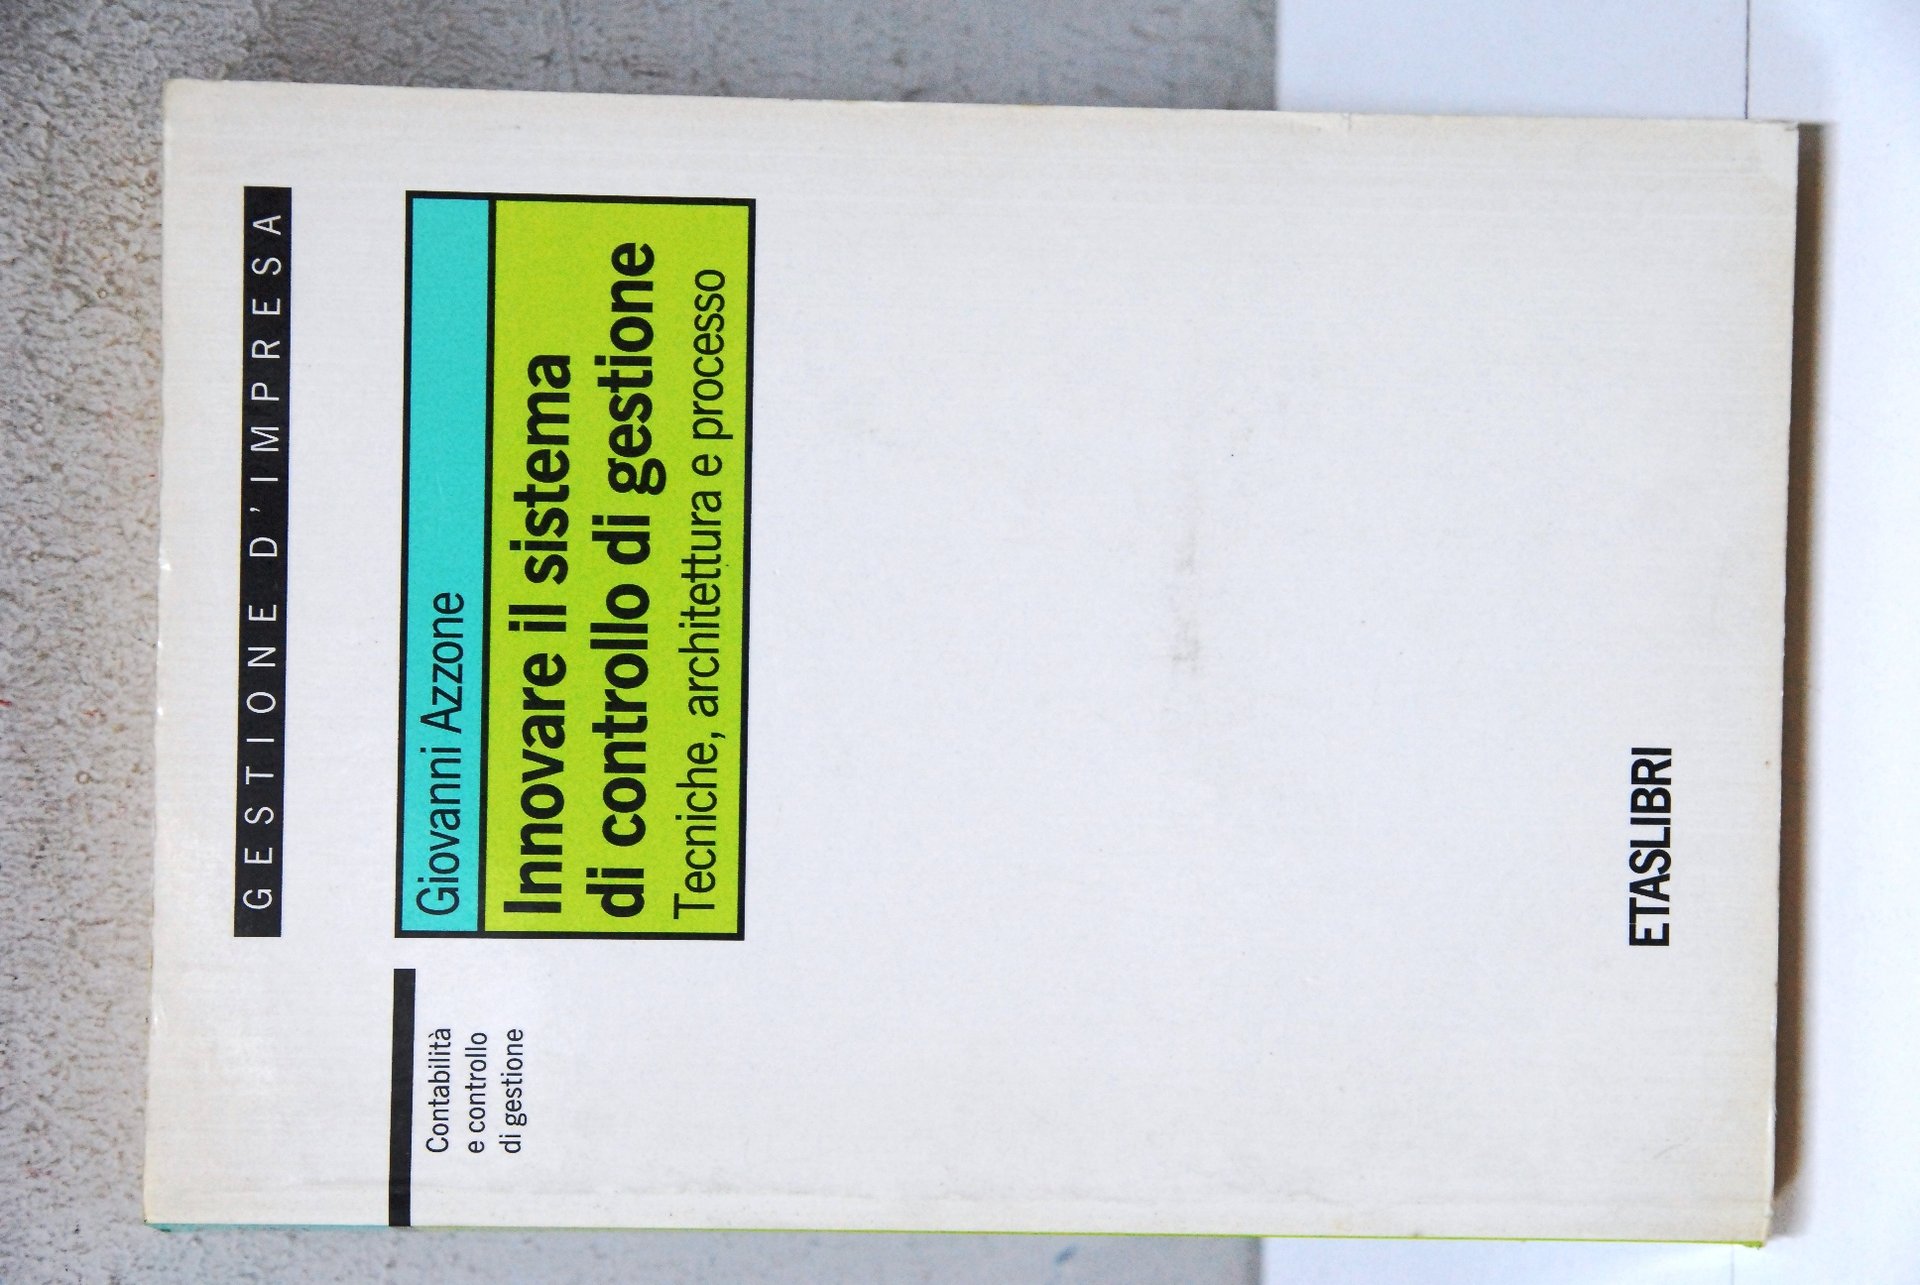 GESTIONE D'IMPRESA
Giovanni Azzone
Innovare il sistema
di controllo di gestione
Tecniche, architettura e processo
Contabilità
e controllo
di gestione
ETASLIBRI